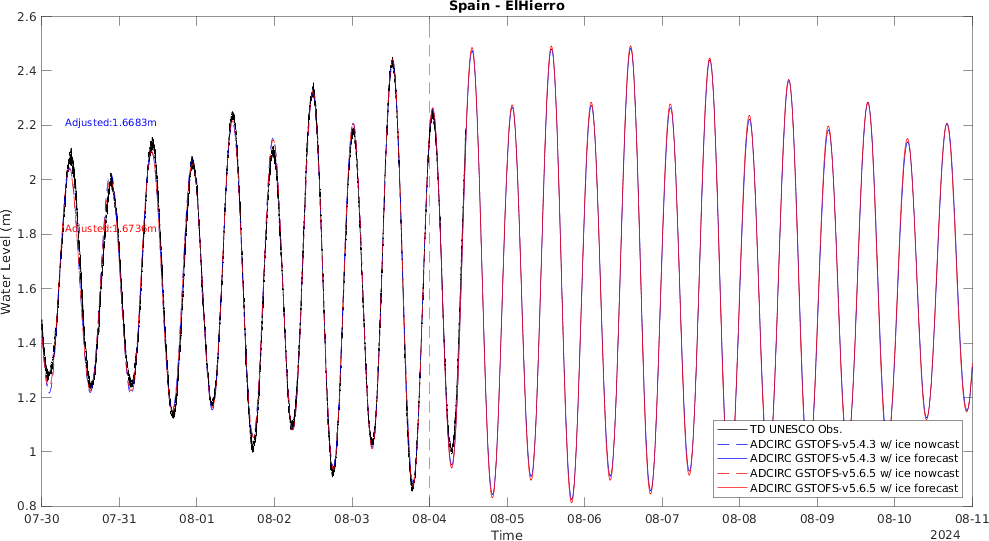 Spain - ElHierro
2.6
2.4
2.2
2
1.8
1.6
1.4
1.2
1
0.8
Water Level (m)
Adjusted:1.6683m
Adjusted:1.6736m
TD UNESCO Obs.
ADCIRC GSTOFS-v5.4.3 w/ ice nowcast
ADCIRC GSTOFS-v5.4.3 w/ ice forecast
ADCIRC GSTOFS-v5.6.5 w/ ice nowcast
ADCIRC GSTOFS-v5.6.5 w/ ice forecast
07-30 07-31 08-01 08-02 08-03 08-04 08-05 08-06 08-07 08-08 08-09 08-10 08-11
Time
2024